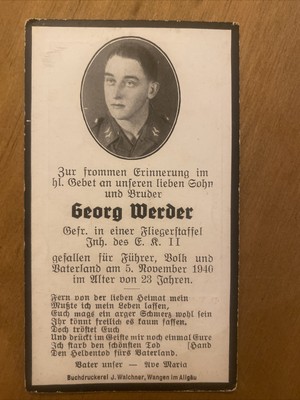 Zur frommen Erinnerung im
hl. Gebet an unseren lieben Sohn
und Bruder
Georg Werder
Gefr. in einer Fliegerstaffel
Inh. des E. K. II
gefallen für Führer, Volk und
Vaterland am 5. November 1940
im Alter von 23 Jahren.
Fern von der lieben Heimat mein
Mußte ich mein Leben laßen,
Euch mags ein arger Schmerz wohl sein
Ihr könnt freilich es kaum faßen.
Doch tröstet Euch
Und drückt im Geiste mir noch einmal Eure
Ich starb den schönsten Tod [Hand
Den Heldentod fürs Vaterland.
Vater unser — Ave Maria
Buchdruckerei J. Walchner, Wangen im Allgäu